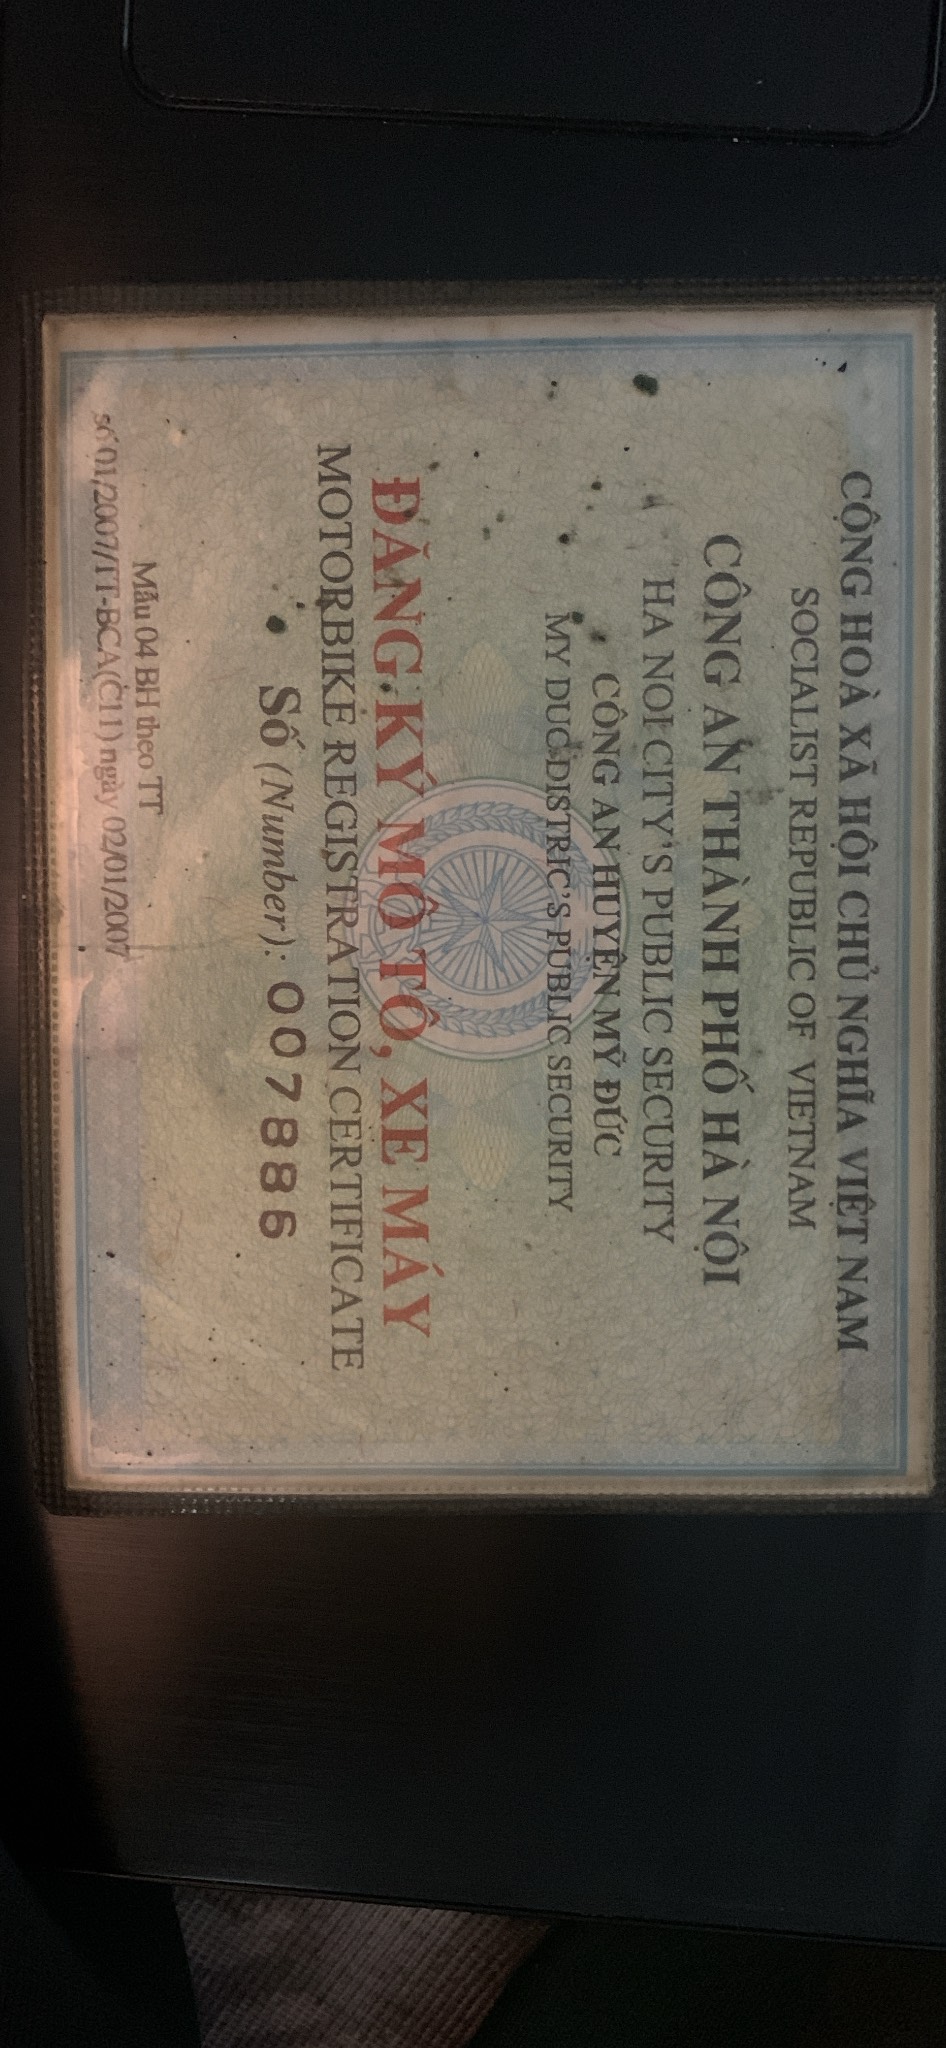 CỘNG HOÀ XÃ HỘI CHỦ NGHĨA VIỆT NAM
SOCIALIST REPUBLIC OF VIETNAM
CÔNG AN THÀNH PHỐ HÀ NỘI
HA NOI CITY'S PUBLIC SECURITY
CÔNG AN HUYỆN MỸ ĐỨC
MY DUC DISTRIC'S PUBLIC SECURITY
ĐĂNG KÝ MÔ TÔ, XE MÁY
MOTORBIKE REGISTRATION CERTIFICATE
Số (Number): 007886
Mẫu 04 BH theo TT
số 01/2007/TT-BCA(C11) ngày 02/01/2007